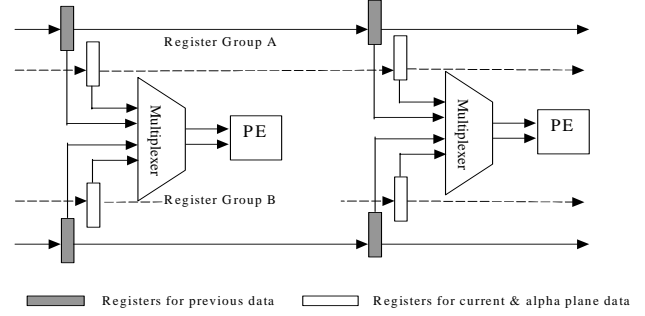 Register Group A
Multiplexer
PE
Multiplexer
PE
Register Group B
Registers for previous data
Registers for current & alpha plane data